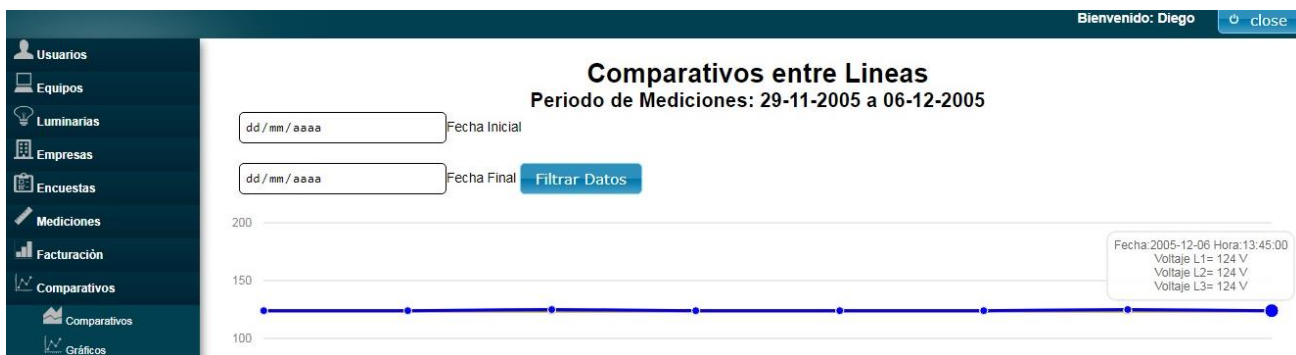 Bienvenido: Diego
close
Usuarios
Equipos
Luminarias
Empresas
Encuestas
Mediciones
Facturaciòn
Comparativos
Comparativos
Gráficos
Comparativos entre Lineas
Periodo de Mediciones: 29-11-2005 a 06-12-2005
dd/mm/aaaa Fecha Inicial
dd/mm/aaaa Fecha Final Filtrar Datos
200
150
100
Fecha:2005-12-06 Hora:13:45:00
Voltaje L1= 124 V
Voltaje L2= 124 V
Voltaje L3= 124 V